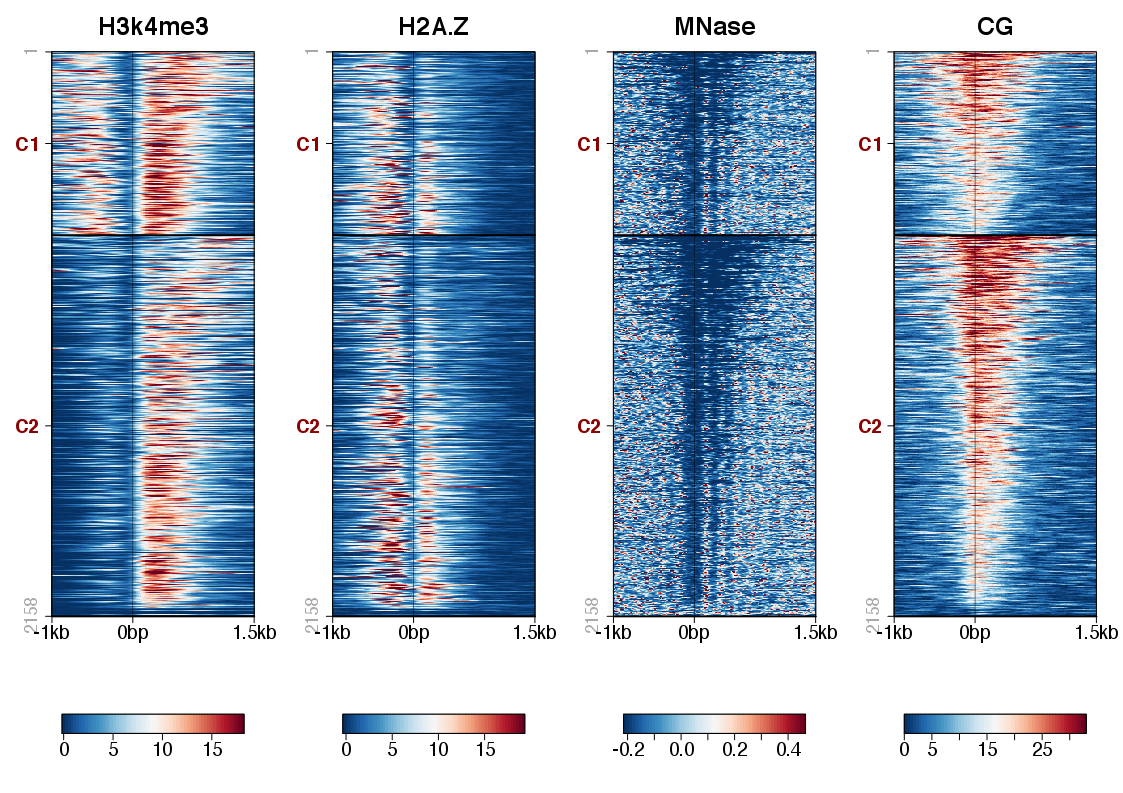 H3k4me3 H2A.Z MNase CG
1 1 1 1
C1 C1 C1 C1
C2 C2 C2 C2
2158 2158 2158 2158
-1kb 0bp 1.5kb -1kb 0bp 1.5kb -1kb 0bp 1.5kb -1kb 0bp 1.5kb
0 5 10 15 0 5 10 15 -0.2 0.0 0.2 0.4 0 5 15 25